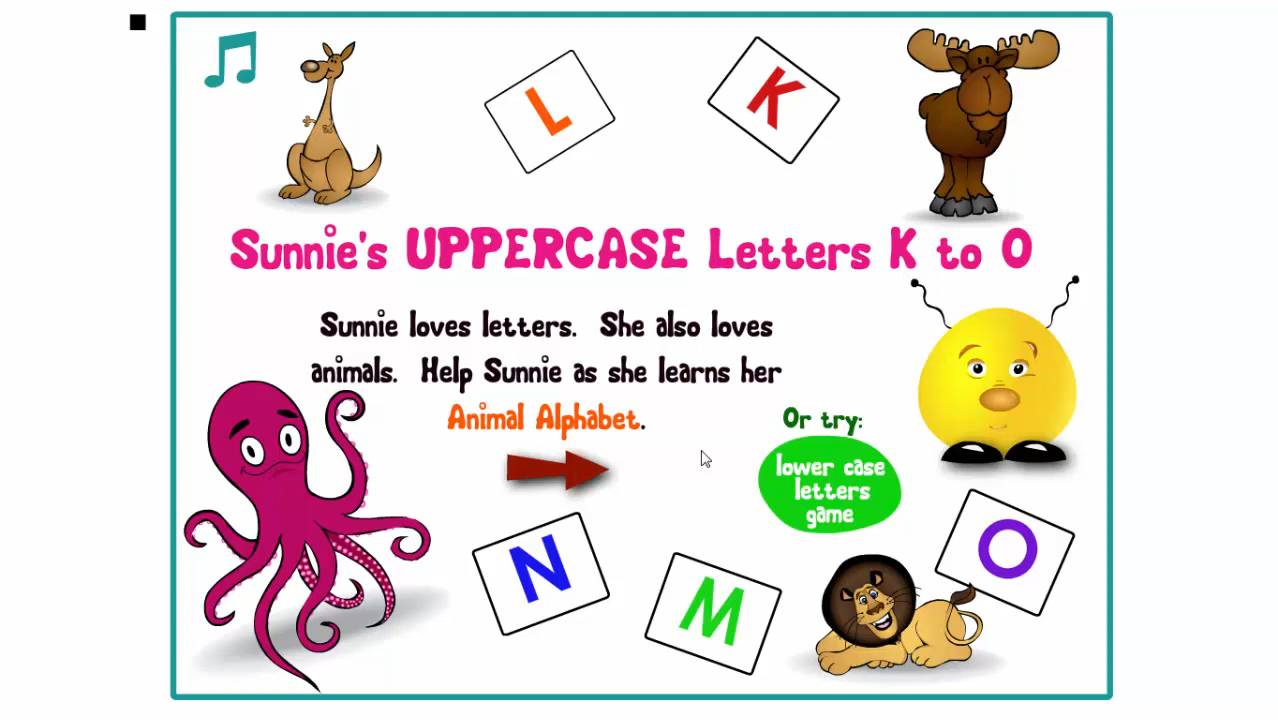 L
K
Sunnie's UPPERCASE Letters K to O
Sunnie loves letters. She also loves
animals. Help Sunnie as she learns her
Animal Alphabet.
Or try:
lower case
letters
game
N
M
O